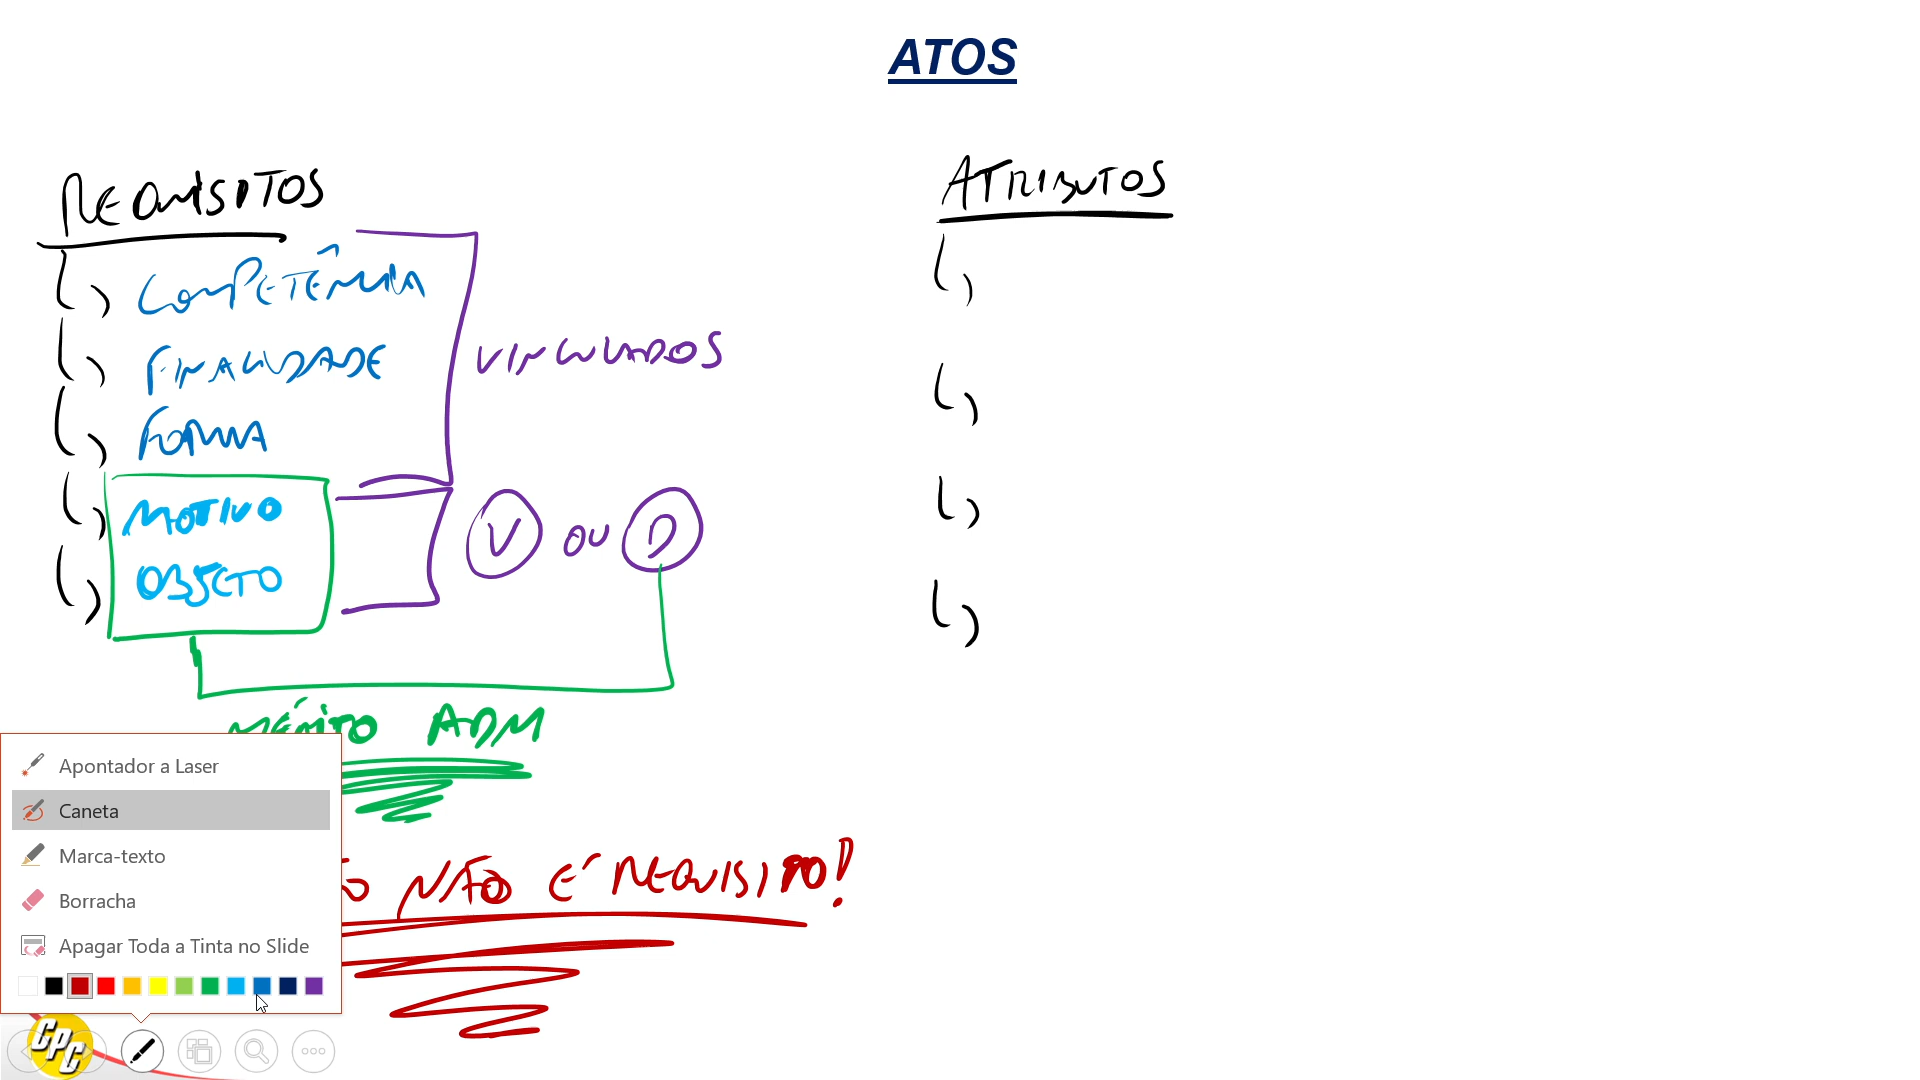 ATOS
REQUISITOS
COMPETÊNCIA
FINALIDADE
FORMA
MOTIVO
OBJETO
VINCULADOS
V OU D
MÉRITO ADM
NÃO É REQUISITO!
ATRIBUTOS
Apontador a Laser
Caneta
Marca-texto
Borracha
Apagar Toda a Tinta no Slide
CPC